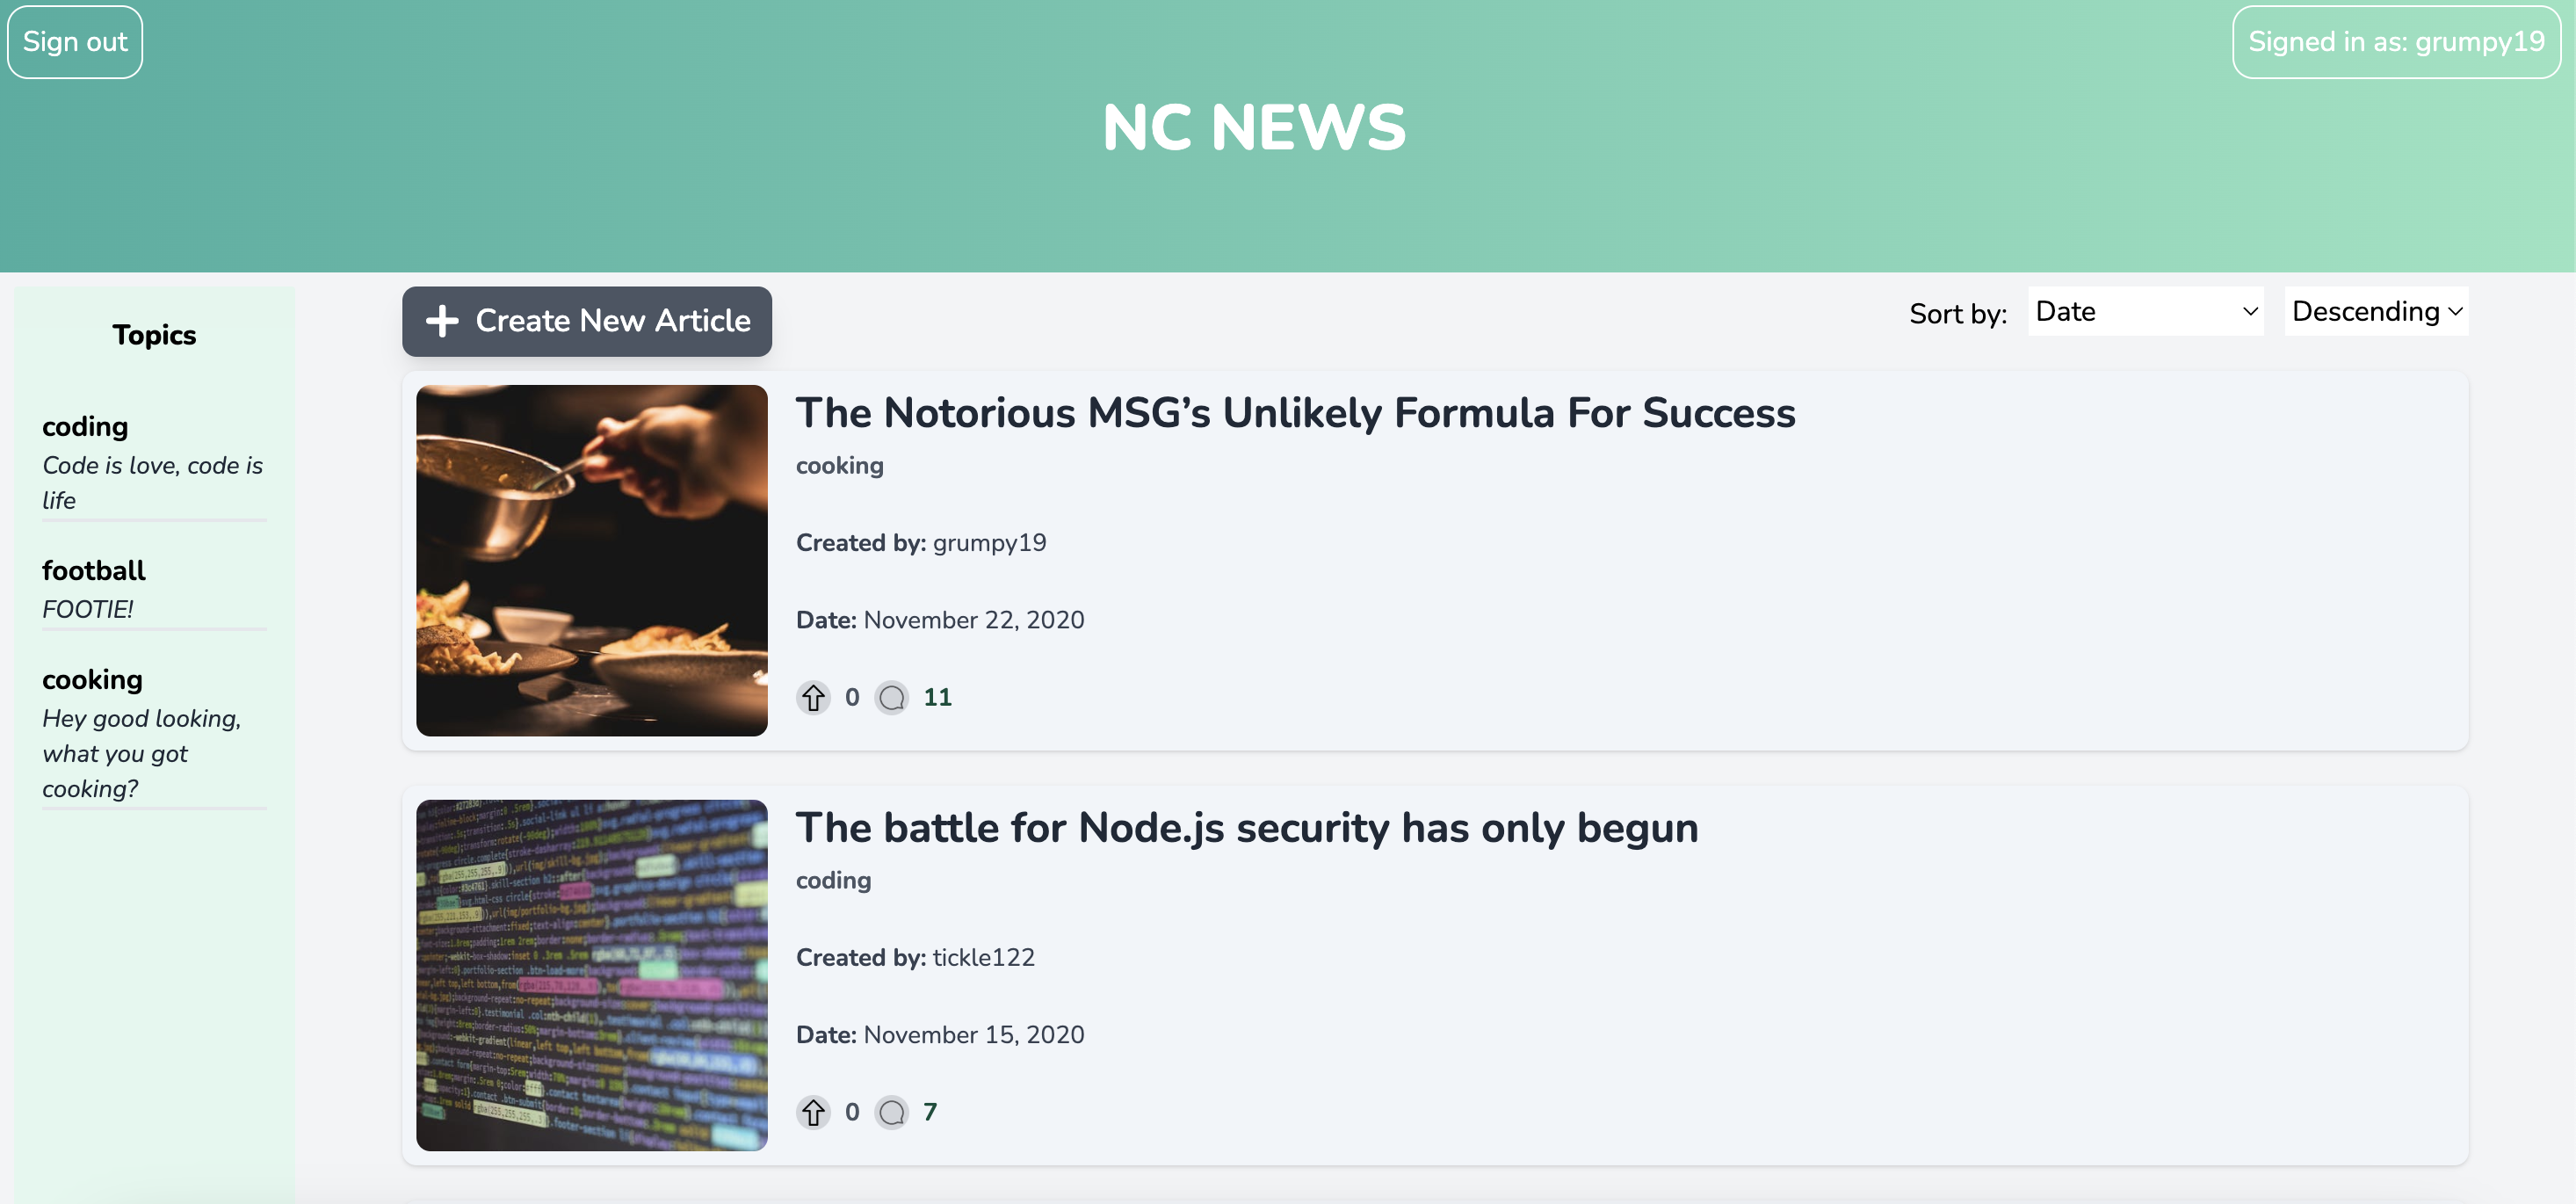 Sign out
Signed in as: grumpy19
NC NEWS
Topics
coding
Code is love, code is
life
football
FOOTIE!
cooking
Hey good looking,
what you got
cooking?
Create New Article
Sort by:
Date
Descending
The Notorious MSG’s Unlikely Formula For Success
cooking
Created by: grumpy19
Date: November 22, 2020
0
11
The battle for Node.js security has only begun
coding
Created by: tickle122
Date: November 15, 2020
0
7